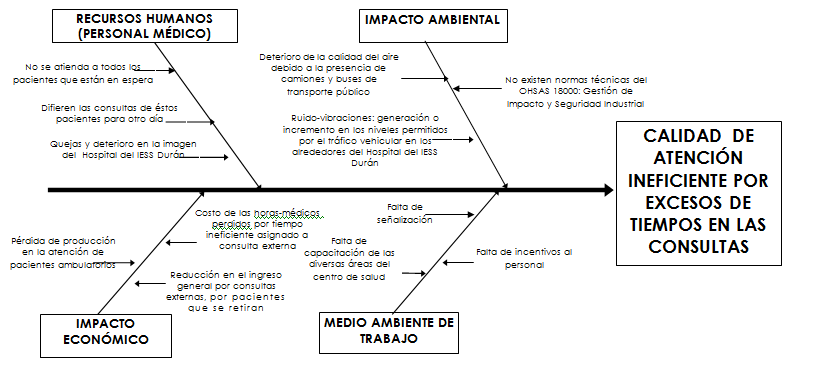 RECURSOS HUMANOS
(PERSONAL MÉDICO)
IMPACTO AMBIENTAL
No se atienda a todos los
pacientes que están en espera
Difieren las consultas de éstos
pacientes para otro día
Quejas y deterioro en la imagen
del Hospital del IESS Durán
Deterioro de la calidad del aire
debido a la presencia de
camiones y buses de
transporte público
No existen normas técnicas del
OHSAS 18000: Gestión de
Impacto y Seguridad Industrial
Ruido-vibraciones: generación o
incremento en los niveles permitidos
por el tráfico vehicular en los
alrededores del Hospital del IESS
Durán
CALIDAD DE
ATENCIÓN
INEFICIENTE POR
EXCESOS DE
TIEMPOS EN LAS
CONSULTAS
Costo de las horas-médicos
perdidos por tiempo
ineficiente asignado a
consulta externa
Pérdida de producción
en la atención de
pacientes ambulatorios
Reducción en el ingreso
general por consultas
externas, por pacientes
que se retiran
Falta de
señalización
Falta de
capacitación de las
diversas áreas del
centro de salud
Falta de incentivos al
personal
IMPACTO
ECONÓMICO
MEDIO AMBIENTE DE
TRABAJO